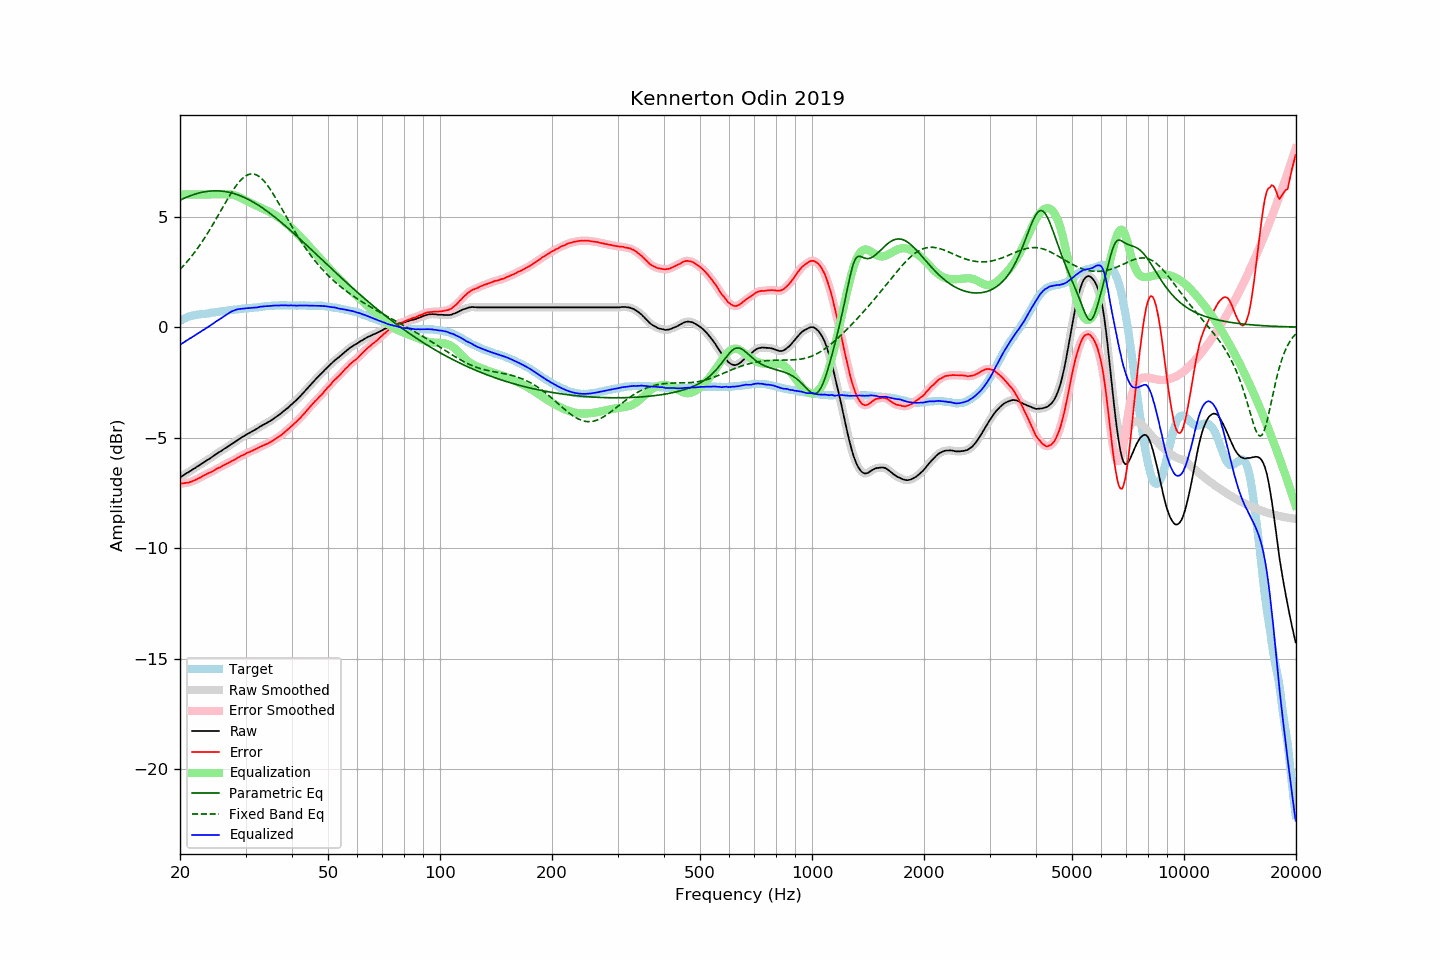 Kennerton Odin 2019
Amplitude (dBr)
5
0
−5
−10
−15
−20
Target
Raw Smoothed
Error Smoothed
Raw
Error
Equalization
Parametric Eq
Fixed Band Eq
Equalized
20 50 100 200 500 1000 2000 5000 10000 20000
Frequency (Hz)